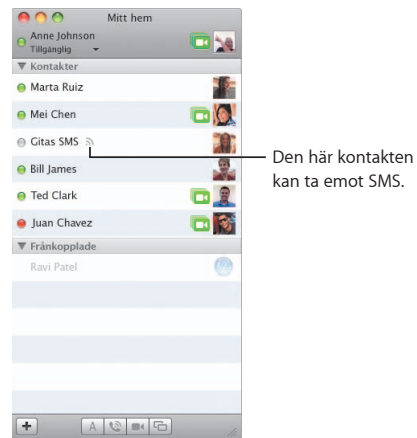 Mitt hem
Anne Johnson
Tillgänglig
Kontakter
Marta Ruiz
Mei Chen
Gitas SMS
Bill James
Ted Clark
Juan Chavez
Frånkopplade
Ravi Patel
A
Den här kontakten
kan ta emot SMS.